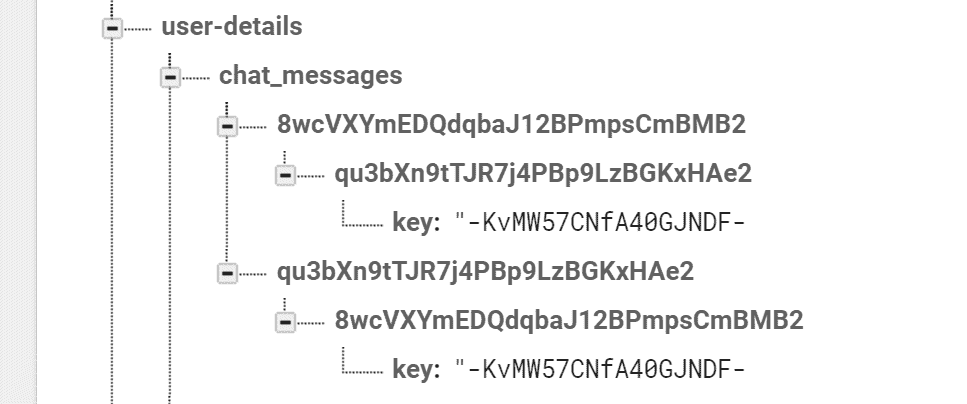 user-details
chat_messages
8wcVXYmEDQdqbaJ12BPmpsCmBMB2
qu3bXn9tTJR7j4PBp9LzBGKxHAe2
key: "-KvMW57CNfA40GJNDF-
qu3bXn9tTJR7j4PBp9LzBGKxHAe2
8wcVXYmEDQdqbaJ12BPmpsCmBMB2
key: "-KvMW57CNfA40GJNDF-